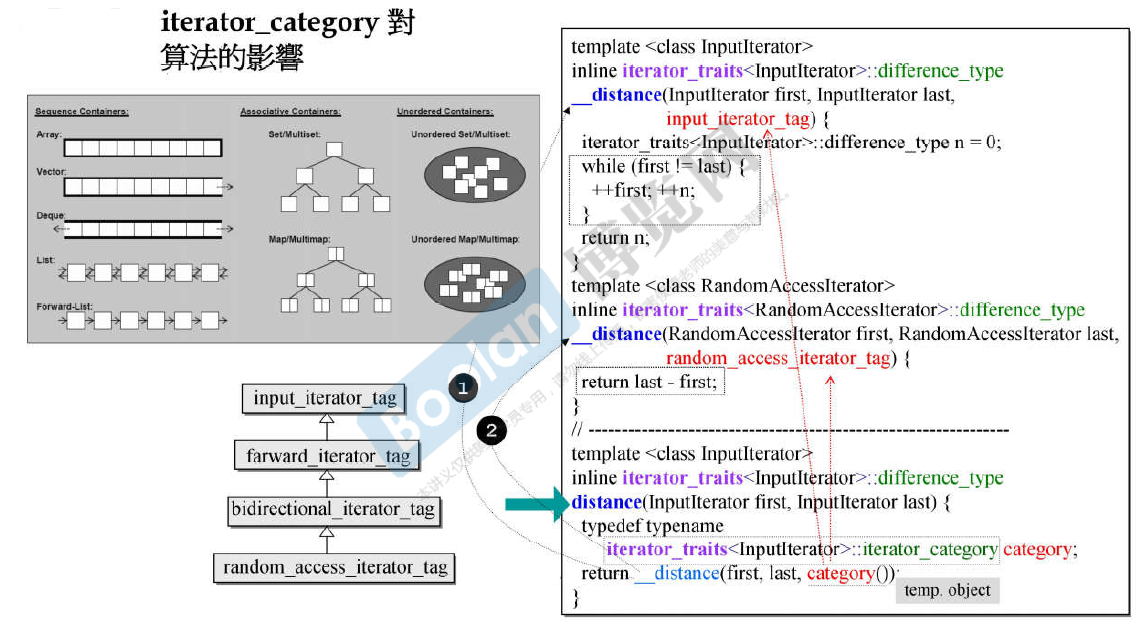 iterator_category 對
算法的影響
Sequence Containers:
Array:
Vector:
Deque:
List:
Forward-List:
Associative Containers:
Set/Multiset:
Map/Multimap:
Unordered Containers:
Unordered Set/Multiset:
Unordered Map/Multimap:
input_iterator_tag
farward_iterator_tag
bidirectional_iterator_tag
random_access_iterator_tag
1
2
template <class InputIterator>
inline iterator_traits<InputIterator>::difference_type
__distance(InputIterator first, InputIterator last,
input_iterator_tag) {
iterator_traits<InputIterator>::difference_type n = 0;
while (first != last) {
++first; ++n;
}
return n;
}
template <class RandomAccessIterator>
inline iterator_traits<RandomAccessIterator>::difference_type
__distance(RandomAccessIterator first, RandomAccessIterator last,
random_access_iterator_tag) {
return last - first;
}
// ---------------------------------------------------------------
template <class InputIterator>
inline iterator_traits<InputIterator>::difference_type
distance(InputIterator first, InputIterator last) {
typedef typename
iterator_traits<InputIterator>::iterator_category category;
return __distance(first, last, category());
temp. object
}
Boolan
博览网